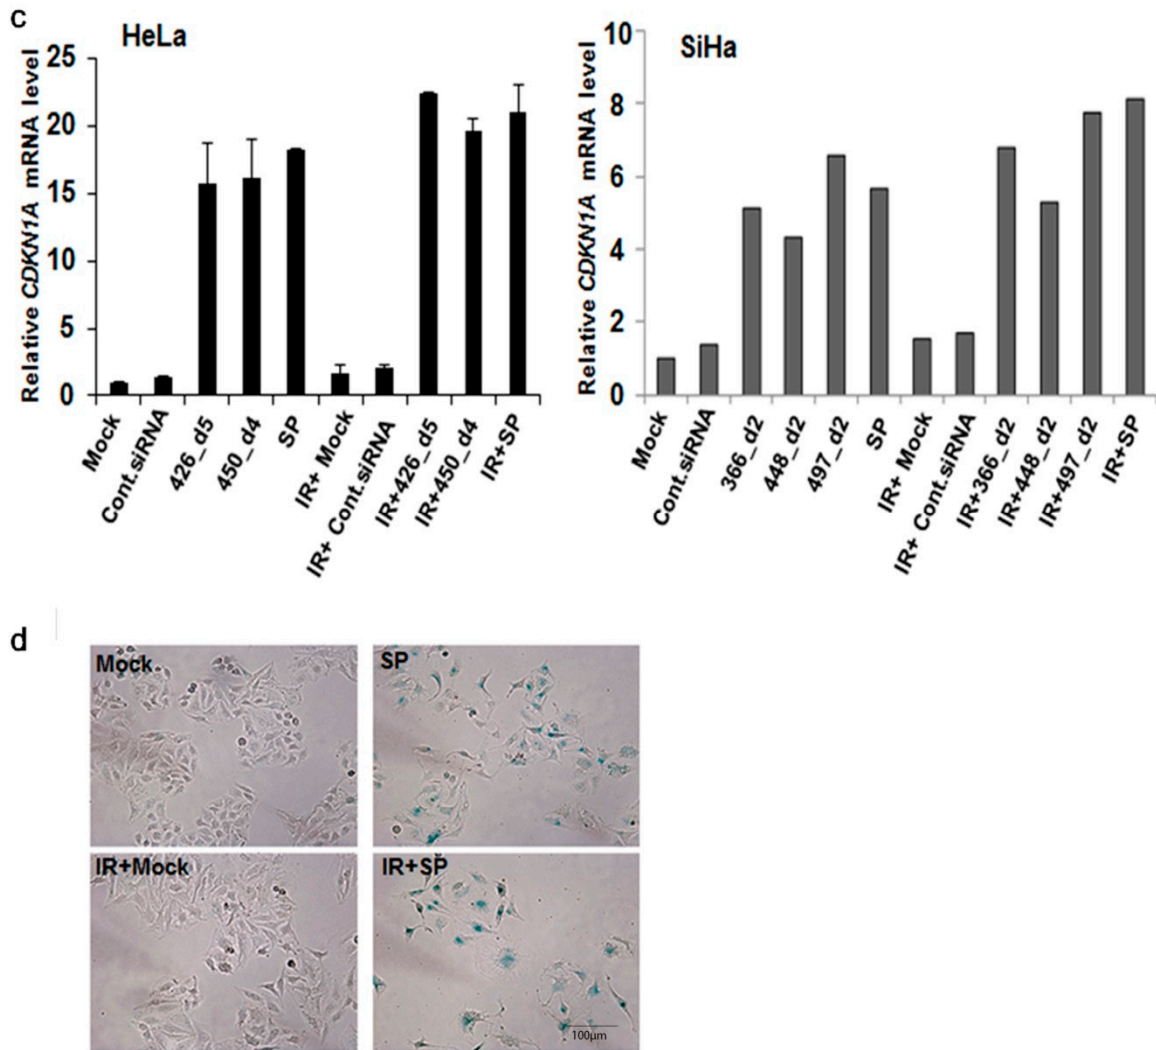 c
HeLa
Relative CDKN1A mRNA level
25
20
15
10
5
0
Mock
Cont.siRNA
426_d5
450_d4
SP
IR+ Mock
IR+ Cont.siRNA
IR+426_d5
IR+450_d4
IR+SP
SiHa
Relative CDKN1A mRNA level
10
8
6
4
2
0
Mock
Cont.siRNA
366_d2
448_d2
497_d2
SP
IR+ Mock
IR+ Cont.siRNA
IR+366_d2
IR+448_d2
IR+497_d2
IR+SP
d
Mock
SP
IR+Mock
IR+SP
100µm